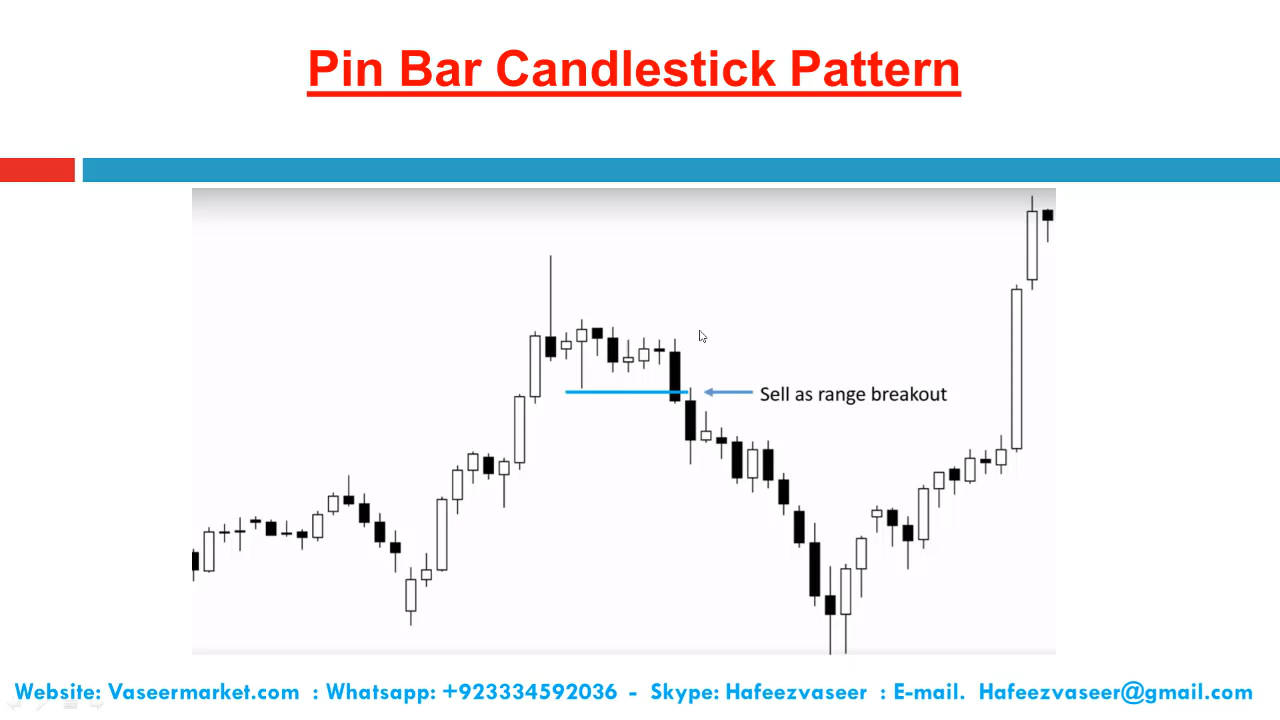 Pin Bar Candlestick Pattern
Sell as range breakout
Website: Vaseermarket.com : Whatsapp: +923334592036 - Skype: Hafeezvaseer : E-mail. Hafeezvaseer@gmail.com